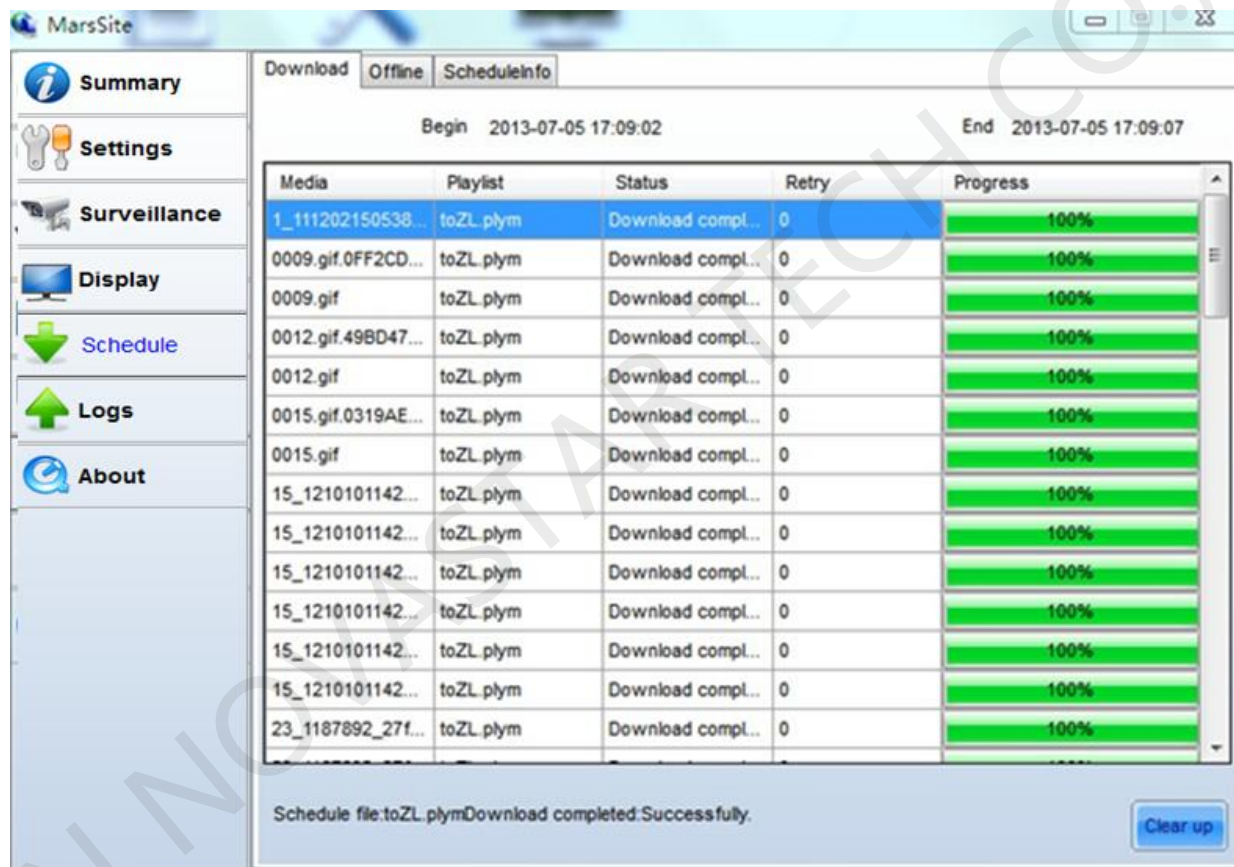 MarsSite
Summary
Settings
Surveillance
Display
Schedule
Logs
About
Download Offline ScheduleInfo
Begin 2013-07-05 17:09:02 End 2013-07-05 17:09:07
Media Playlist Status Retry Progress
1_111202150538... toZL.plym Download compl... 0 100%
0009.gif.0FF2CD... toZL.plym Download compl... 0 100%
0009.gif toZL.plym Download compl... 0 100%
0012.gif.49BD47... toZL.plym Download compl... 0 100%
0012.gif toZL.plym Download compl... 0 100%
0015.gif.0319AE... toZL.plym Download compl... 0 100%
0015.gif toZL.plym Download compl... 0 100%
15_1210101142... toZL.plym Download compl... 0 100%
15_1210101142... toZL.plym Download compl... 0 100%
15_1210101142... toZL.plym Download compl... 0 100%
15_1210101142... toZL.plym Download compl... 0 100%
15_1210101142... toZL.plym Download compl... 0 100%
15_1210101142... toZL.plym Download compl... 0 100%
23_1187892_27f... toZL.plym Download compl... 0 100%
Schedule file:toZL.plymDownload completed:Successfully.
Clear up
N NOVASTAR TECH CO.